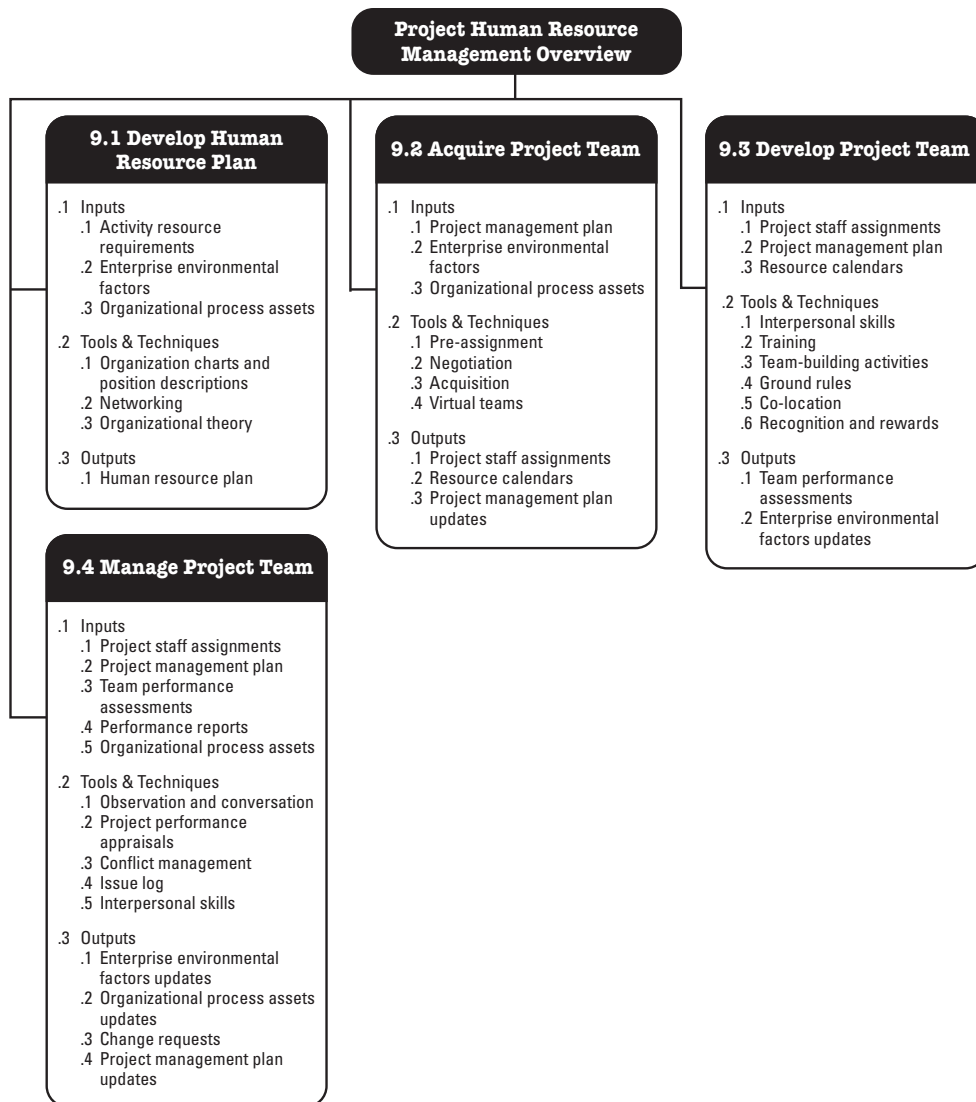 Project Human Resource
Management Overview
9.1 Develop Human
Resource Plan
.1 Inputs
.1 Activity resource
requirements
.2 Enterprise environmental
factors
.3 Organizational process assets
.2 Tools & Techniques
.1 Organization charts and
position descriptions
.2 Networking
.3 Organizational theory
.3 Outputs
.1 Human resource plan
9.2 Acquire Project Team
.1 Inputs
.1 Project management plan
.2 Enterprise environmental
factors
.3 Organizational process assets
.2 Tools & Techniques
.1 Pre-assignment
.2 Negotiation
.3 Acquisition
.4 Virtual teams
.3 Outputs
.1 Project staff assignments
.2 Resource calendars
.3 Project management plan
updates
9.3 Develop Project Team
.1 Inputs
.1 Project staff assignments
.2 Project management plan
.3 Resource calendars
.2 Tools & Techniques
.1 Interpersonal skills
.2 Training
.3 Team-building activities
.4 Ground rules
.5 Co-location
.6 Recognition and rewards
.3 Outputs
.1 Team performance
assessments
.2 Enterprise environmental
factors updates
9.4 Manage Project Team
.1 Inputs
.1 Project staff assignments
.2 Project management plan
.3 Team performance
assessments
.4 Performance reports
.5 Organizational process assets
.2 Tools & Techniques
.1 Observation and conversation
.2 Project performance
appraisals
.3 Conflict management
.4 Issue log
.5 Interpersonal skills
.3 Outputs
.1 Enterprise environmental
factors updates
.2 Organizational process assets
updates
.3 Change requests
.4 Project management plan
updates